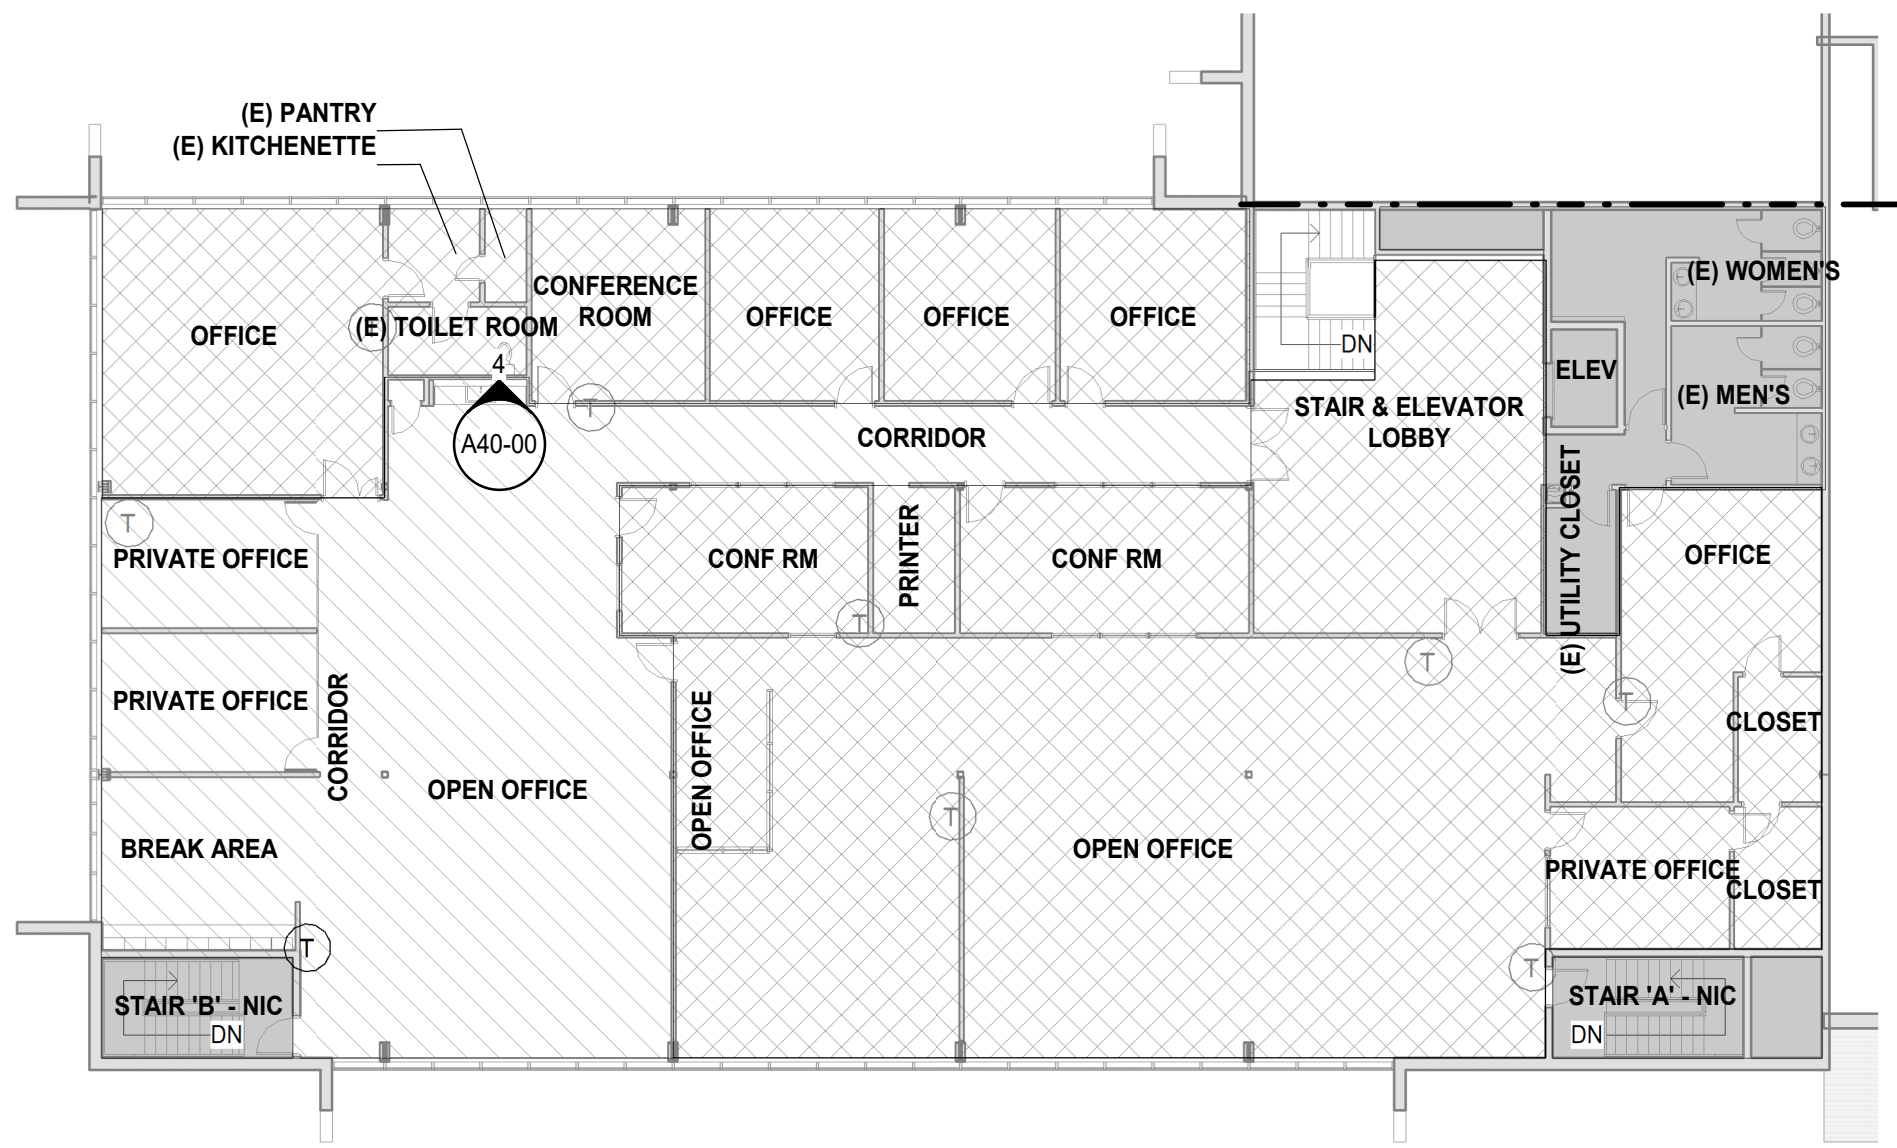 (E) PANTRY
(E) KITCHENETTE
OFFICE
(E) TOILET ROOM
CONFERENCE
ROOM
OFFICE
OFFICE
OFFICE
DN
(E) WOMEN'S
ELEV
(E) MEN'S
T
4
A40-00
T
CORRIDOR
STAIR & ELEVATOR
LOBBY
(E) UTILITY CLOSET
T
PRIVATE OFFICE
CONF RM
PRINTER
CONF RM
OFFICE
T
T
T
PRIVATE OFFICE
CORRIDOR
OPEN OFFICE
CLOSET
OPEN OFFICE
T
BREAK AREA
OPEN OFFICE
PRIVATE OFFICE
CLOSET
T
T
STAIR 'B' - NIC
DN
STAIR 'A' - NIC
DN